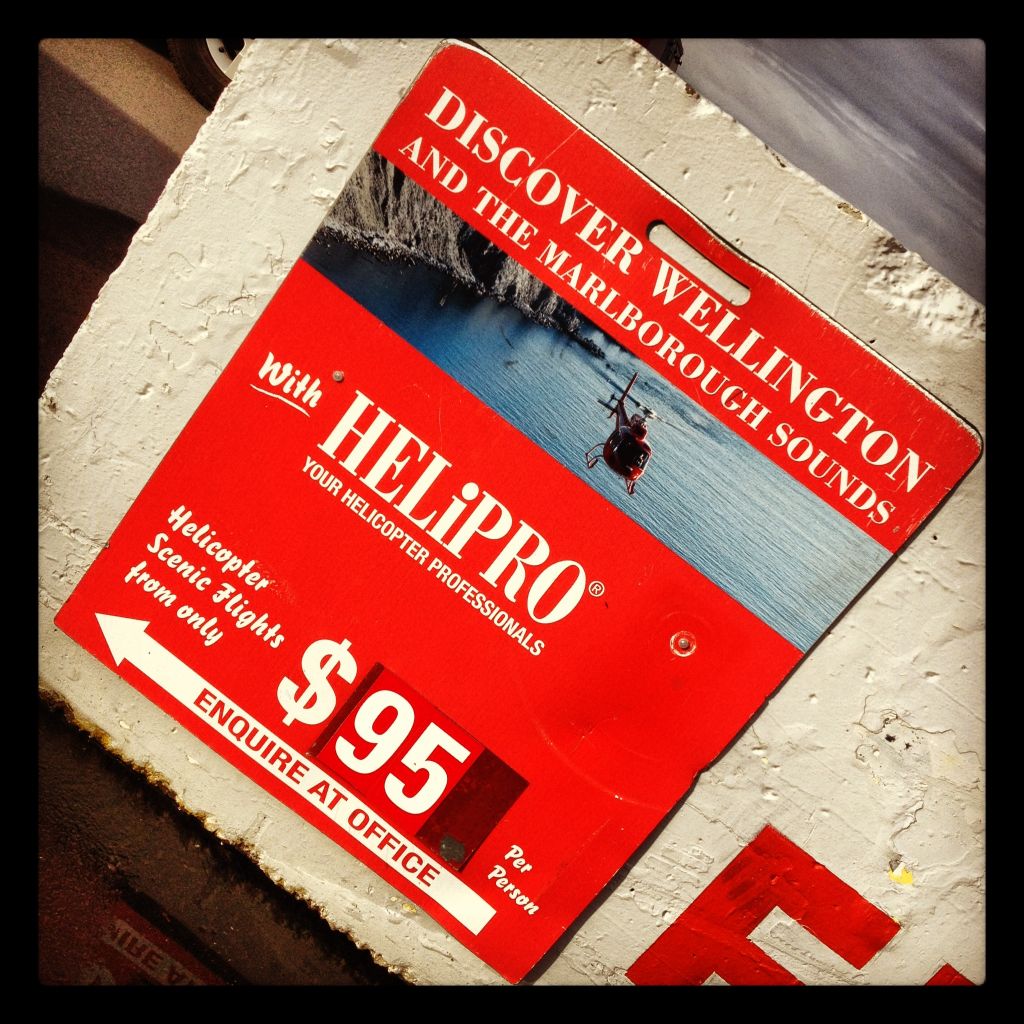 DISCOVER WELLINGTON
AND THE MARLBOROUGH SOUNDS
With
HELiPRO®
YOUR HELICOPTER PROFESSIONALS
Helicopter
Scenic Flights
from only
$95
Per
Person
ENQUIRE AT OFFICE